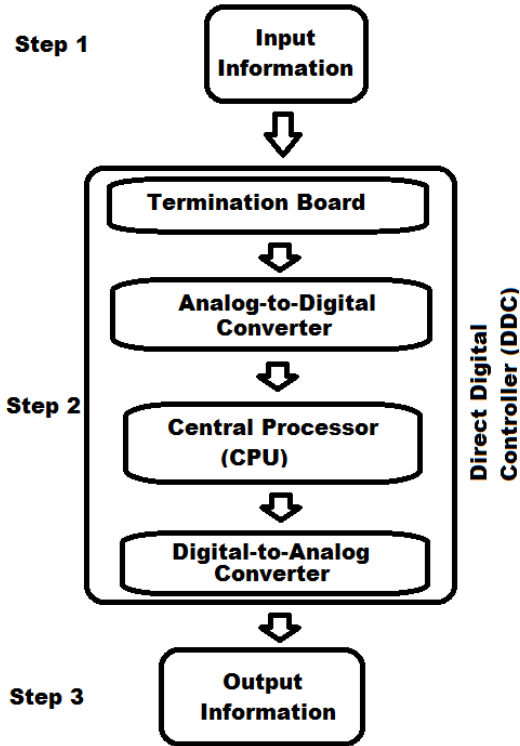 Step 1
Input
Information
Termination Board
Analog-to-Digital
Converter
Step 2
Central Processor
(CPU)
Digital-to-Analog
Converter
Direct Digital
Controller (DDC)
Step 3
Output
Information